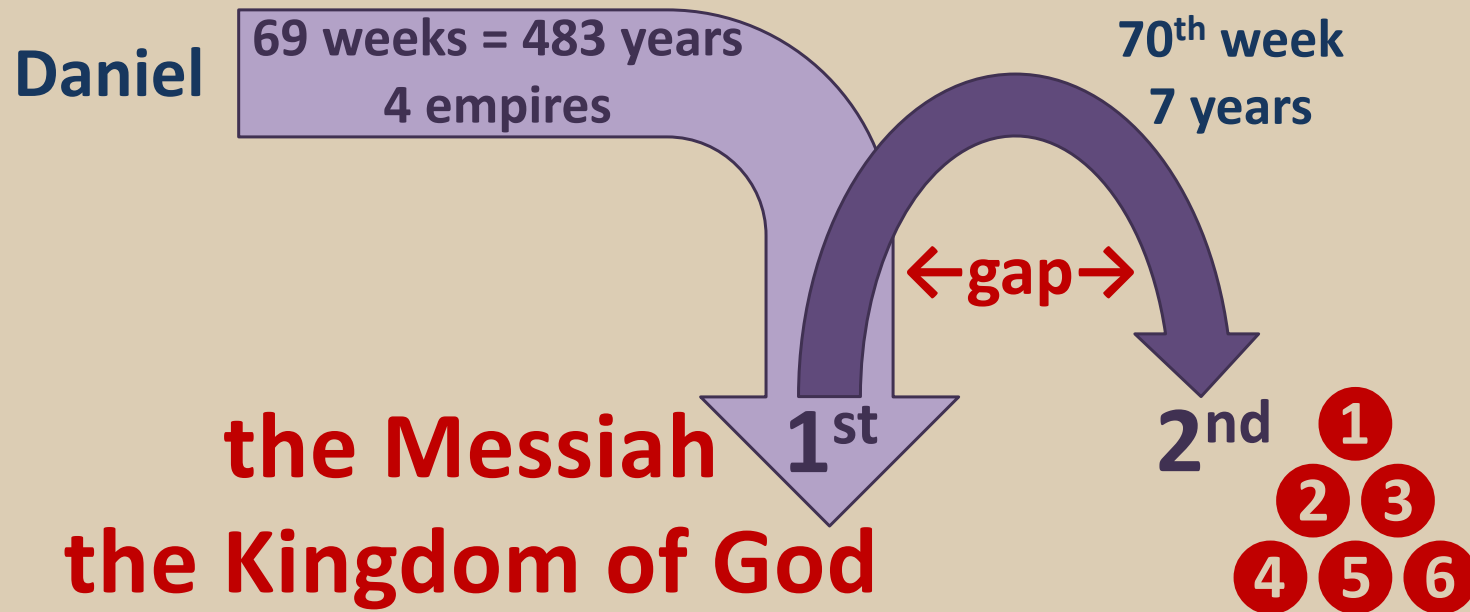 Daniel
69 weeks = 483 years
4 empires
70th week
7 years
←gap→
the Messiah
1st
2nd
the Kingdom of God
1
2 3
4 5 6